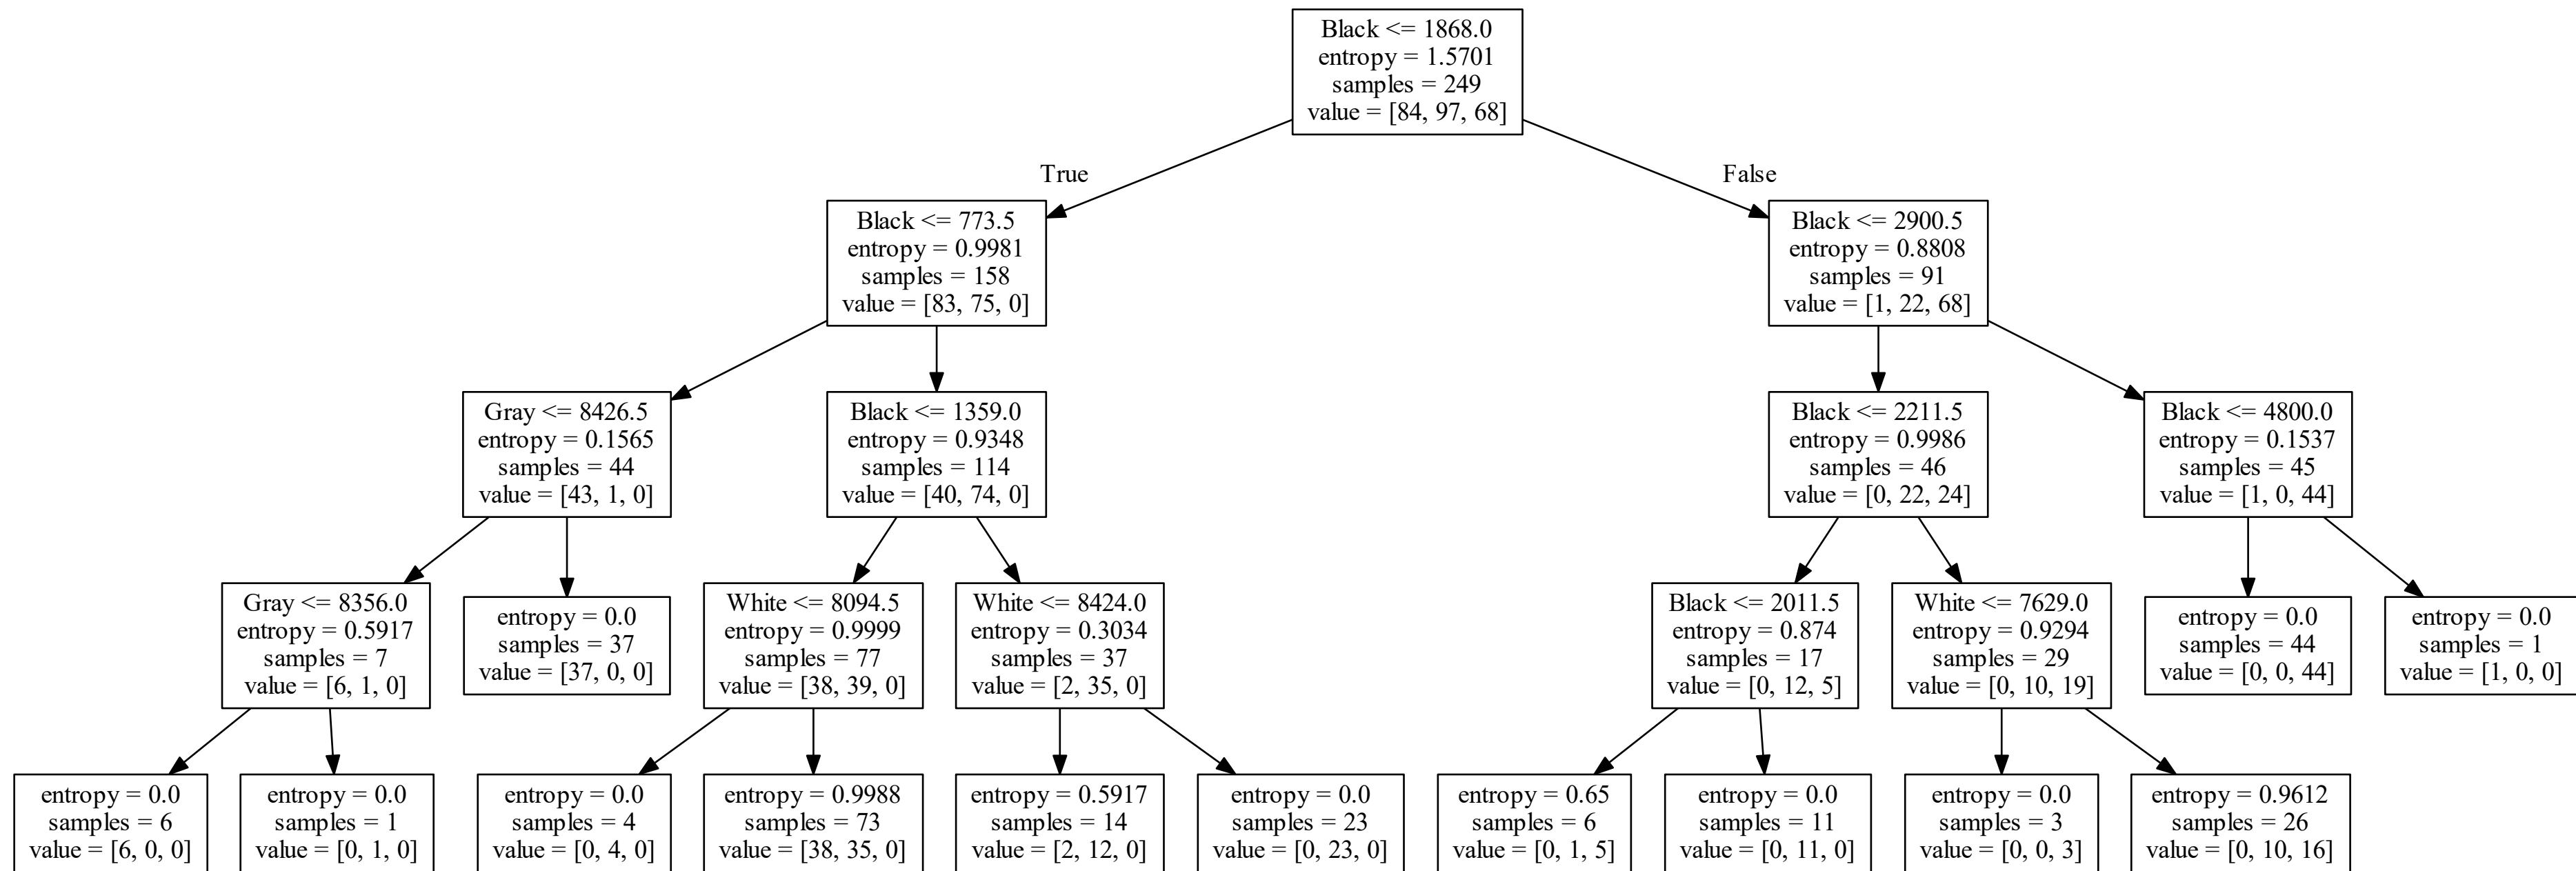 Black <= 1868.0
entropy = 1.5701
samples = 249
value = [84, 97, 68]
True
False
Black <= 773.5
entropy = 0.9981
samples = 158
value = [83, 75, 0]
Black <= 2900.5
entropy = 0.8808
samples = 91
value = [1, 22, 68]
Gray <= 8426.5
entropy = 0.1565
samples = 44
value = [43, 1, 0]
Black <= 1359.0
entropy = 0.9348
samples = 114
value = [40, 74, 0]
Black <= 2211.5
entropy = 0.9986
samples = 46
value = [0, 22, 24]
Black <= 4800.0
entropy = 0.1537
samples = 45
value = [1, 0, 44]
Gray <= 8356.0
entropy = 0.5917
samples = 7
value = [6, 1, 0]
entropy = 0.0
samples = 37
value = [37, 0, 0]
White <= 8094.5
entropy = 0.9999
samples = 77
value = [38, 39, 0]
White <= 8424.0
entropy = 0.3034
samples = 37
value = [2, 35, 0]
Black <= 2011.5
entropy = 0.874
samples = 17
value = [0, 12, 5]
White <= 7629.0
entropy = 0.9294
samples = 29
value = [0, 10, 19]
entropy = 0.0
samples = 44
value = [0, 0, 44]
entropy = 0.0
samples = 1
value = [1, 0, 0]
entropy = 0.0
samples = 6
value = [6, 0, 0]
entropy = 0.0
samples = 1
value = [0, 1, 0]
entropy = 0.0
samples = 4
value = [0, 4, 0]
entropy = 0.9988
samples = 73
value = [38, 35, 0]
entropy = 0.5917
samples = 14
value = [2, 12, 0]
entropy = 0.0
samples = 23
value = [0, 23, 0]
entropy = 0.65
samples = 6
value = [0, 1, 5]
entropy = 0.0
samples = 11
value = [0, 11, 0]
entropy = 0.0
samples = 3
value = [0, 0, 3]
entropy = 0.9612
samples = 26
value = [0, 10, 16]